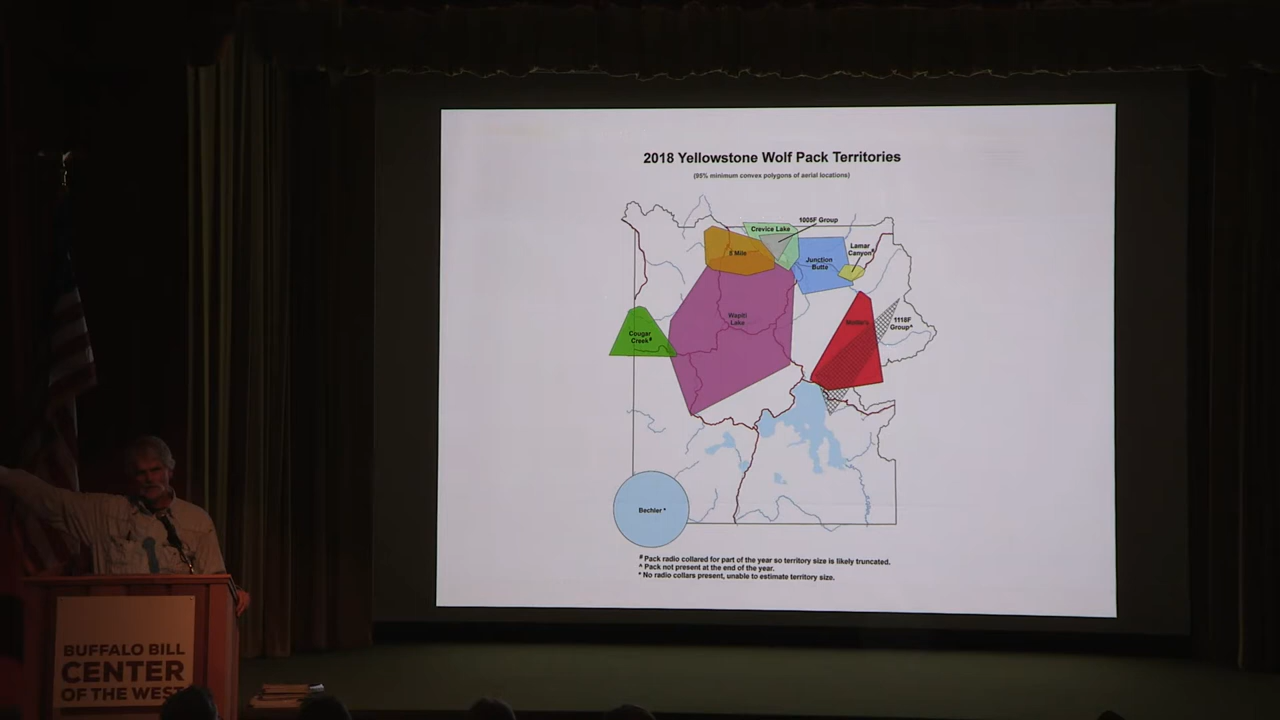 2018 Yellowstone Wolf Pack Territories
(95% minimum convex polygons of aerial locations)
1005F Group
Crevice Lake
8 Mile
Junction
Butte
Lamar
Canyon#
Wapiti
Lake
Mollie's
1118F
Group^
Cougar
Creek#
Bechler *
# Pack radio collared for part of the year so territory size is likely truncated.
^ Pack not present at the end of the year.
* No radio collars present, unable to estimate territory size.
BUFFALO BILL
CENTER
OF THE WEST